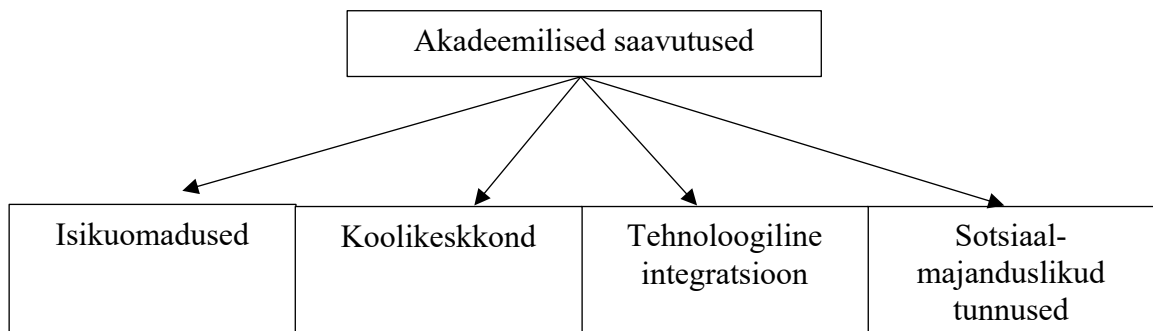 Akadeemilised saavutused
Isikuomadused
Koolikeskkond
Tehnoloogiline
integratsioon
Sotsiaal-
majanduslikud
tunnused